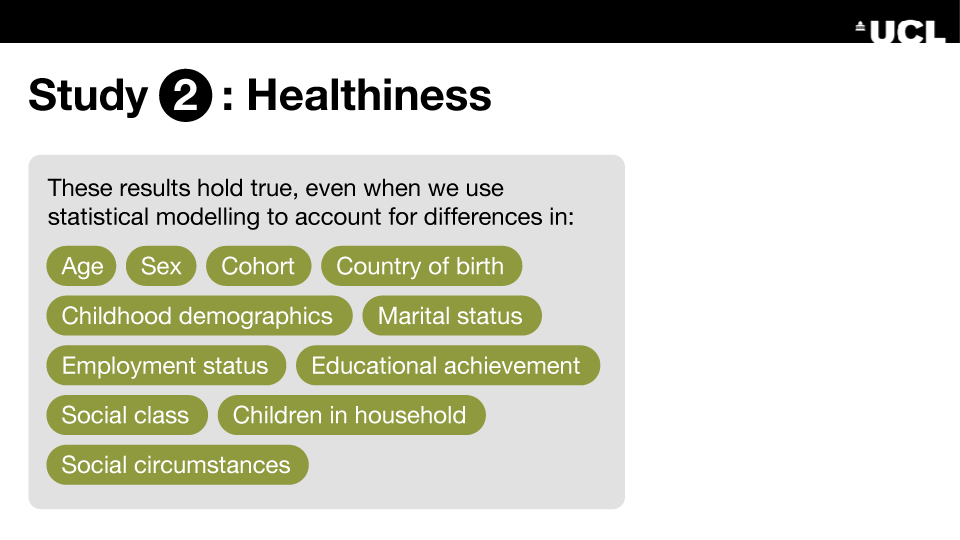 UCL
Study 2 : Healthiness
These results hold true, even when we use
statistical modelling to account for differences in:
Age Sex Cohort Country of birth
Childhood demographics Marital status
Employment status Educational achievement
Social class Children in household
Social circumstances